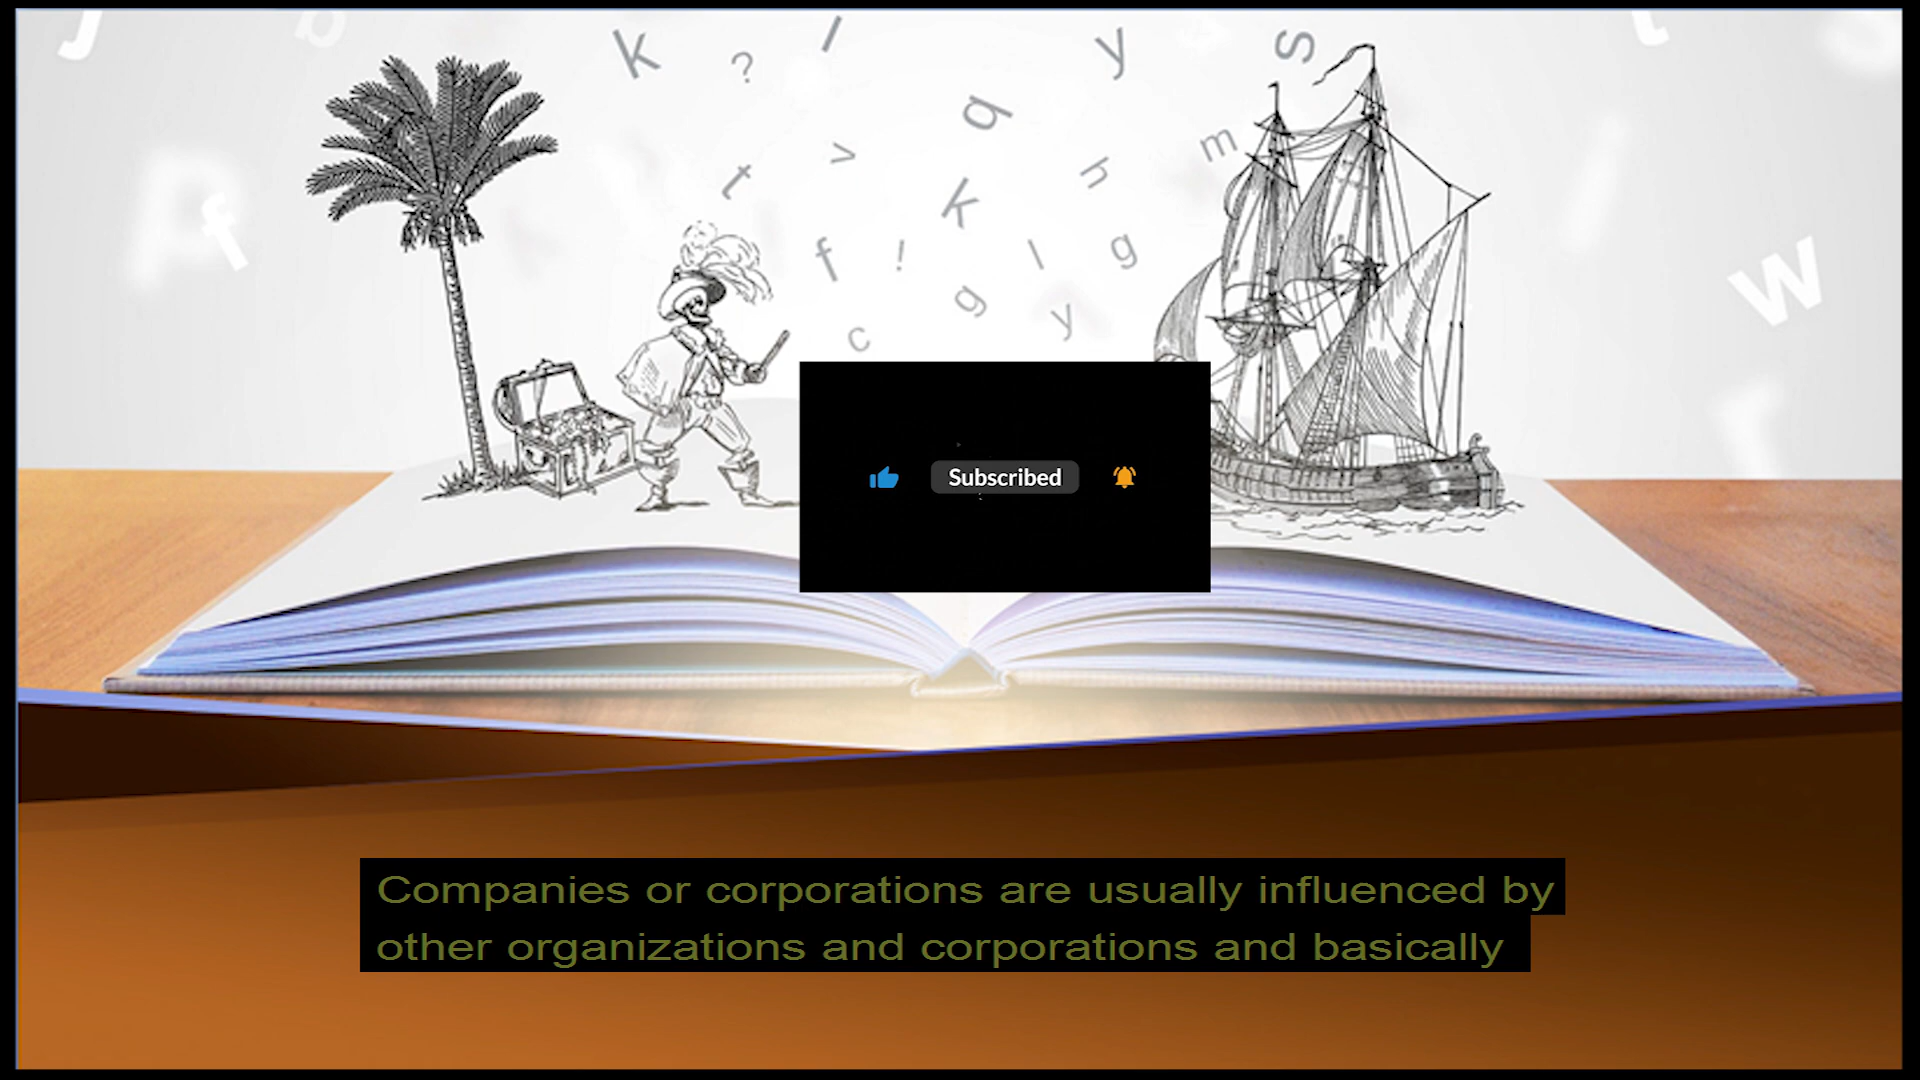 j
b
k
?
l
y
s
t
s
q
m
v
h
A
f
t
k
f
!
l
g
w
g
y
c
r
Subscribed
Companies or corporations are usually influenced by
other organizations and corporations and basically